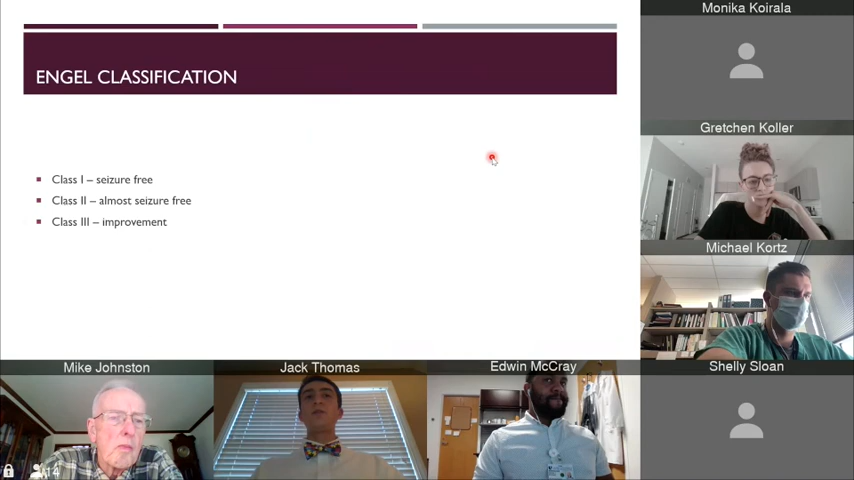 ENGEL CLASSIFICATION
Class I – seizure free
Class II – almost seizure free
Class III – improvement
Monika Koirala
Gretchen Koller
Michael Kortz
Mike Johnston
Jack Thomas
Edwin McCray
Shelly Sloan
14